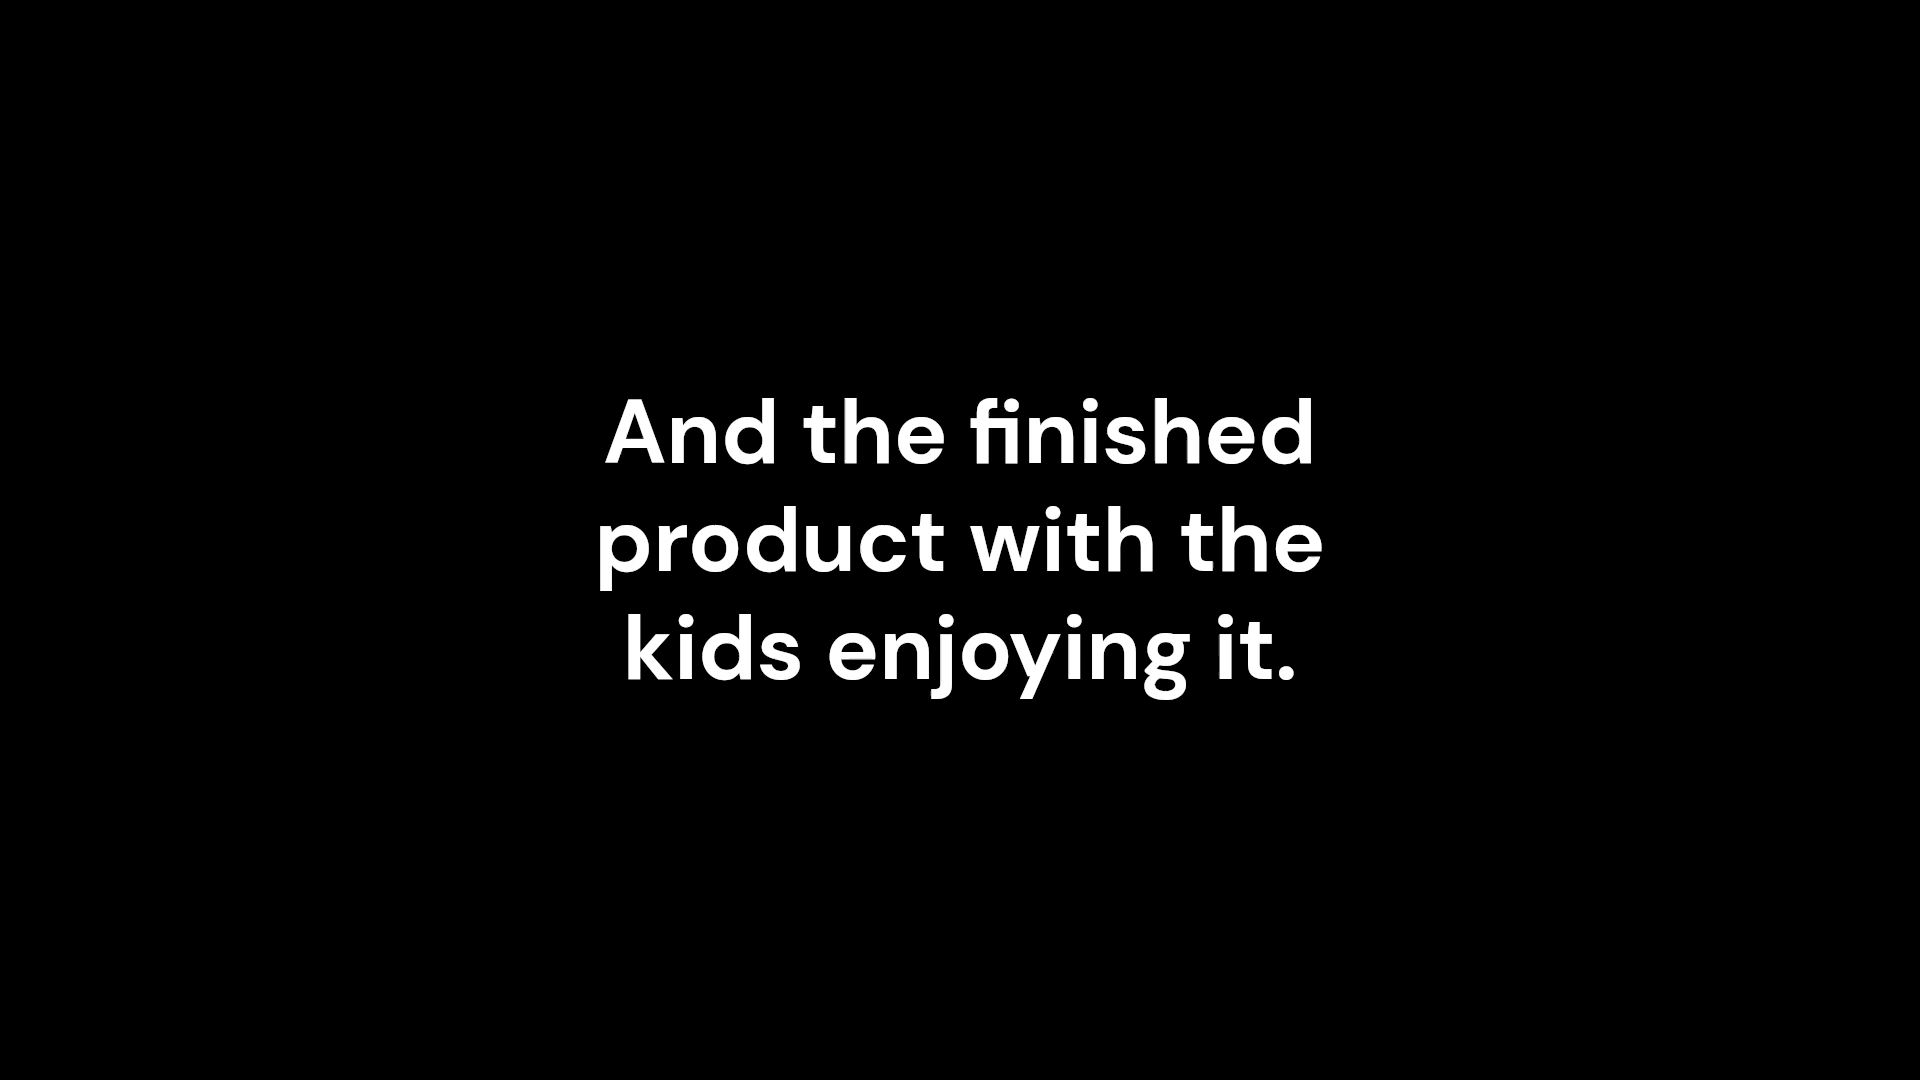 And the finished
product with the
kids enjoying it.